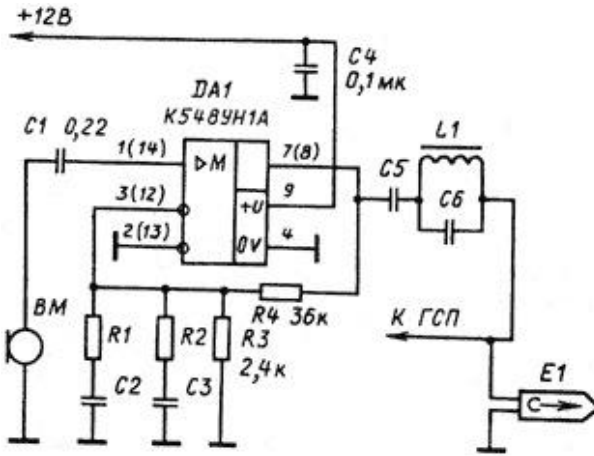 +12В
C4
0,1мк
DA1
К548УН1А
C1 0,22
1(14)
▷M
7(8)
L1
3(12)
9
+U
C5
C6
2(13)
0V
4
BM
R4 36к
К ГСП
R1
R2
R3
2,4к
C2
C3
E1